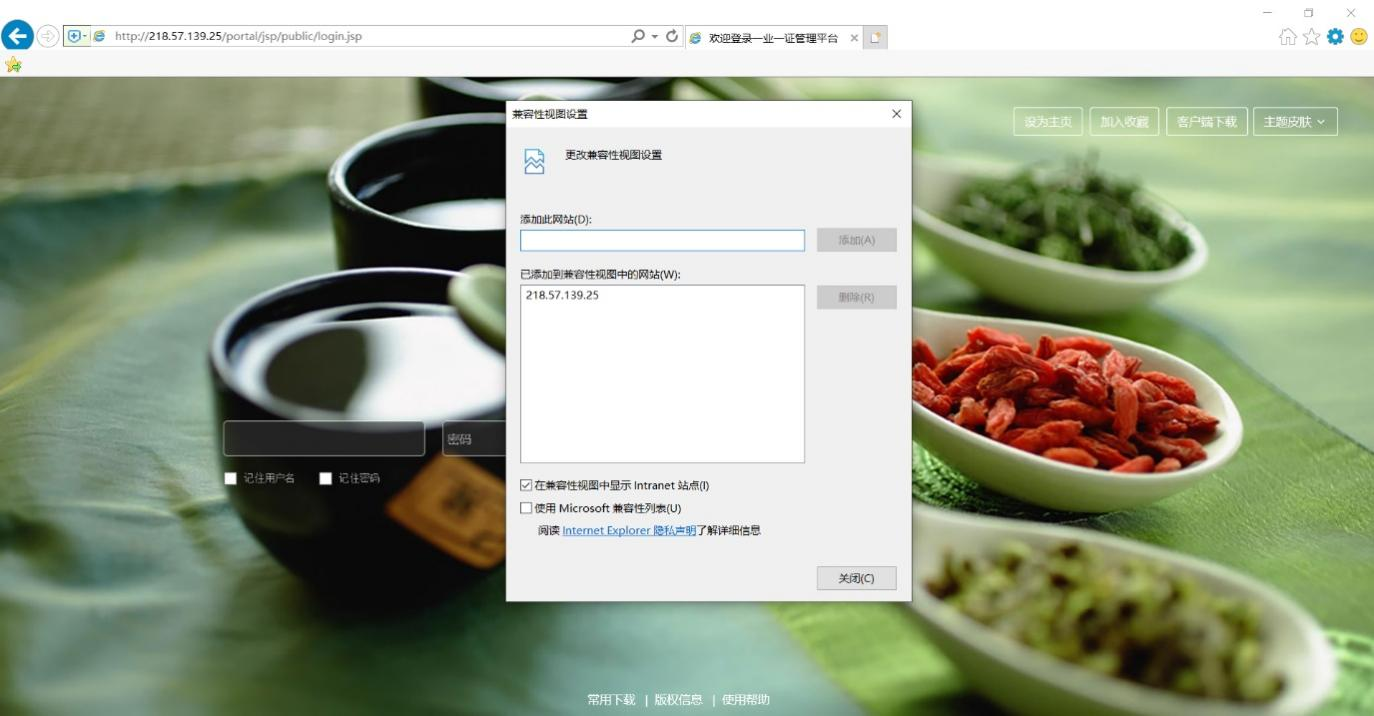 http://218.57.139.25/portal/jsp/public/login.jsp
欢迎登录一业一证管理平台
兼容性视图设置
设为主页
加入收藏
客户端下载
主题皮肤
更改兼容性视图设置
添加此网站(D):
添加(A)
已添加到兼容性视图中的网站(W):
218.57.139.25
删除(R)
密码
记住用户名
记住密码
在兼容性视图中显示 Intranet 站点(I)
使用 Microsoft 兼容性列表(U)
阅读 Internet Explorer 隐私声明了解详细信息
关闭(C)
常用下载 | 版权信息 | 使用帮助